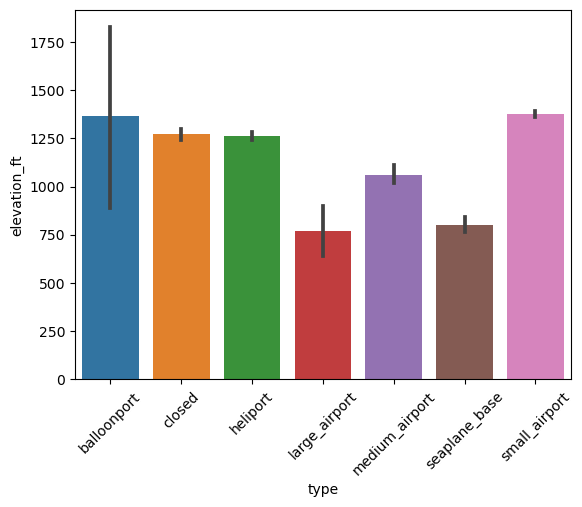 1750
1500
1250
1000
750
500
250
0
elevation_ft
balloonport
closed
heliport
large_airport
medium_airport
seaplane_base
small_airport
type